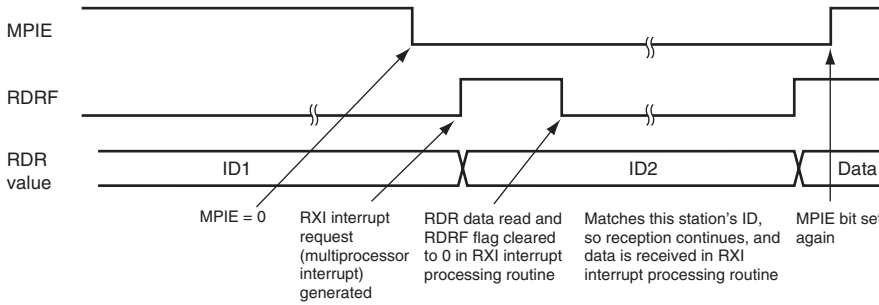 MPIE
RDRF
RDR
value
ID1
ID2
Data
MPIE = 0
RXI interrupt
request
(multiprocessor
interrupt)
generated
RDR data read and
RDRF flag cleared
to 0 in RXI interrupt
processing routine
Matches this station's ID,
so reception continues, and
data is received in RXI
interrupt processing routine
MPIE bit set
again